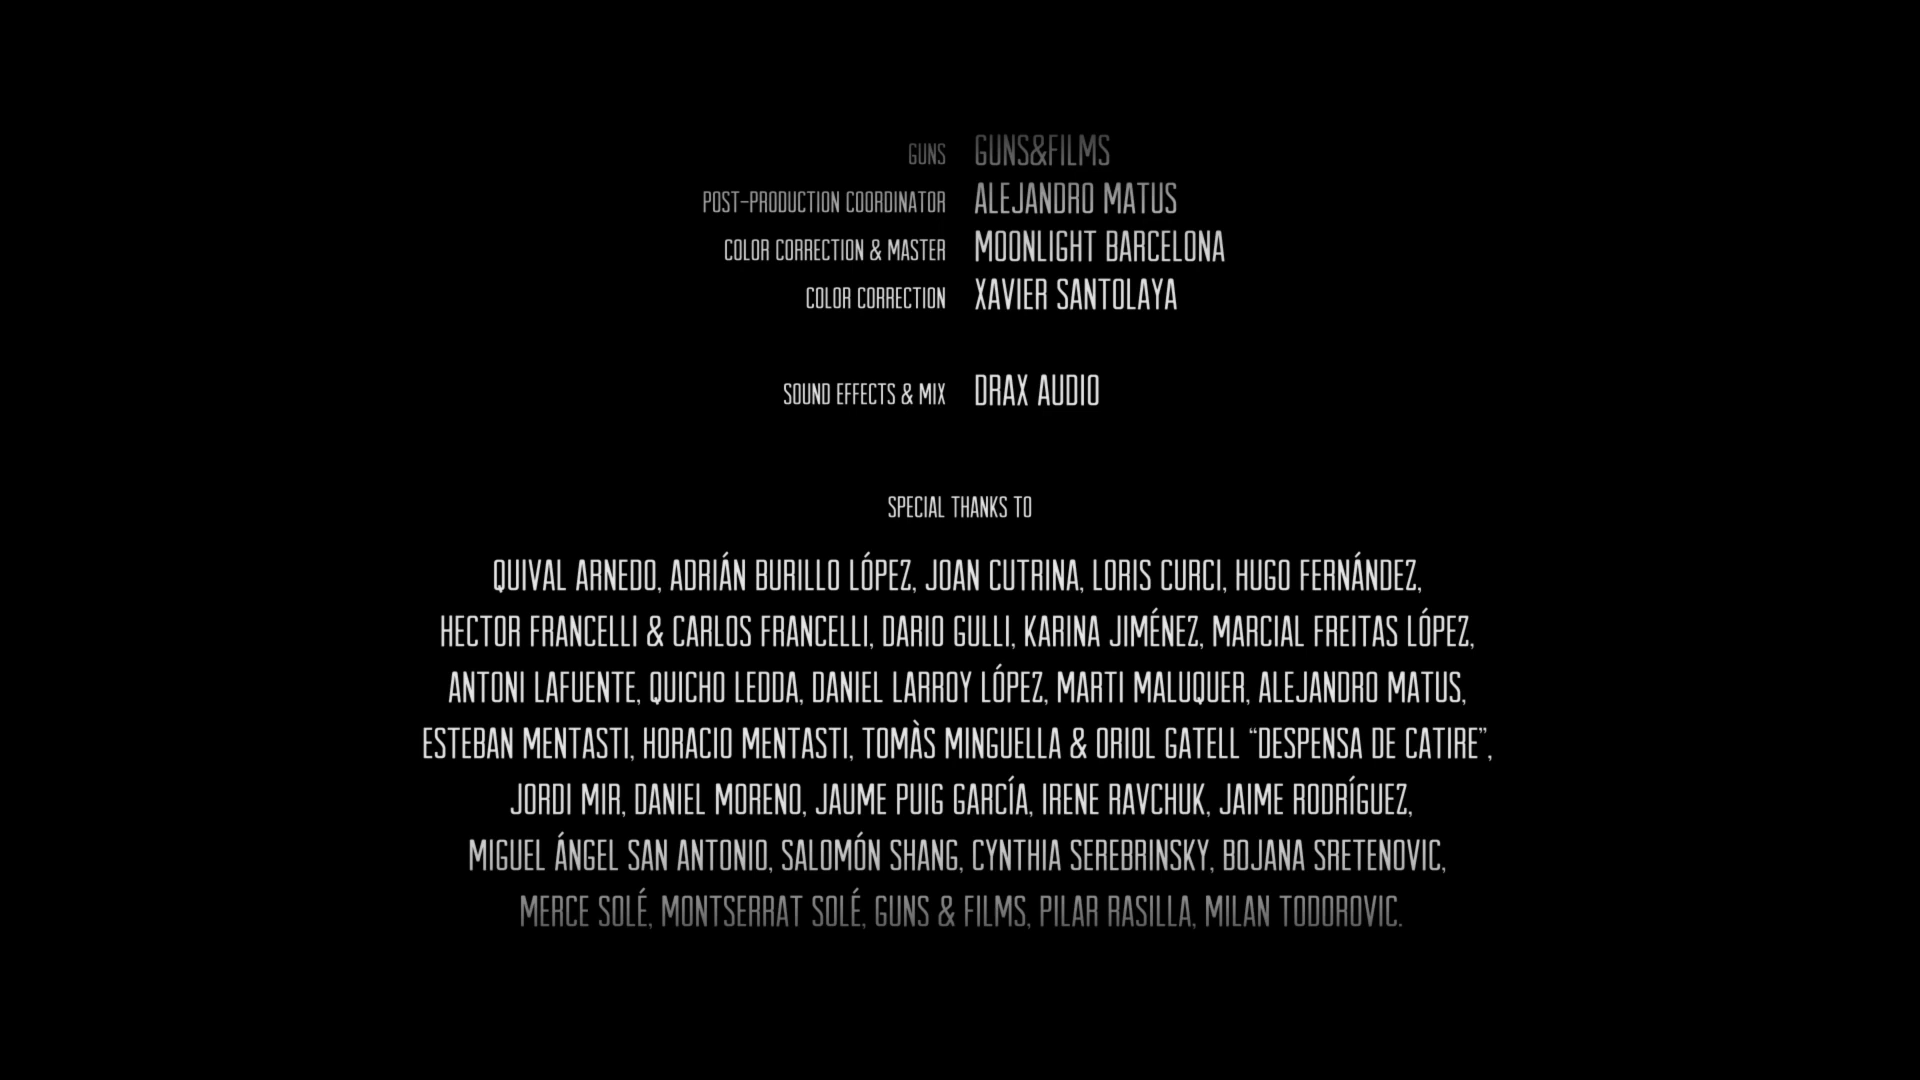 GUNS GUNS&FILMS
POST-PRODUCTION COORDINATOR ALEJANDRO MATUS
COLOR CORRECTION & MASTER MOONLIGHT BARCELONA
COLOR CORRECTION XAVIER SANTOLAYA
SOUND EFFECTS & MIX DRAX AUDIO
SPECIAL THANKS TO
QUIVAL ARNEDO, ADRIÁN BURILLO LÓPEZ, JOAN CUTRINA, LORIS CURCI, HUGO FERNÁNDEZ,
HECTOR FRANCELLI & CARLOS FRANCELLI, DARIO GULLI, KARINA JIMÉNEZ, MARCIAL FREITAS LÓPEZ,
ANTONI LAFUENTE, QUICHO LEDDA, DANIEL LARROY LÓPEZ, MARTI MALUQUER, ALEJANDRO MATUS,
ESTEBAN MENTASTI, HORACIO MENTASTI, TOMÀS MINGUELLA & ORIOL GATELL “DESPENSA DE CATIRE”,
JORDI MIR, DANIEL MORENO, JAUME PUIG GARCÍA, IRENE RAVCHUK, JAIME RODRÍGUEZ,
MIGUEL ÁNGEL SAN ANTONIO, SALOMÓN SHANG, CYNTHIA SEREBRINSKY, BOJANA SRETENOVIC,
MERCE SOLÉ, MONTSERRAT SOLÉ, GUNS & FILMS, PILAR RASILLA, MILAN TODOROVIC.